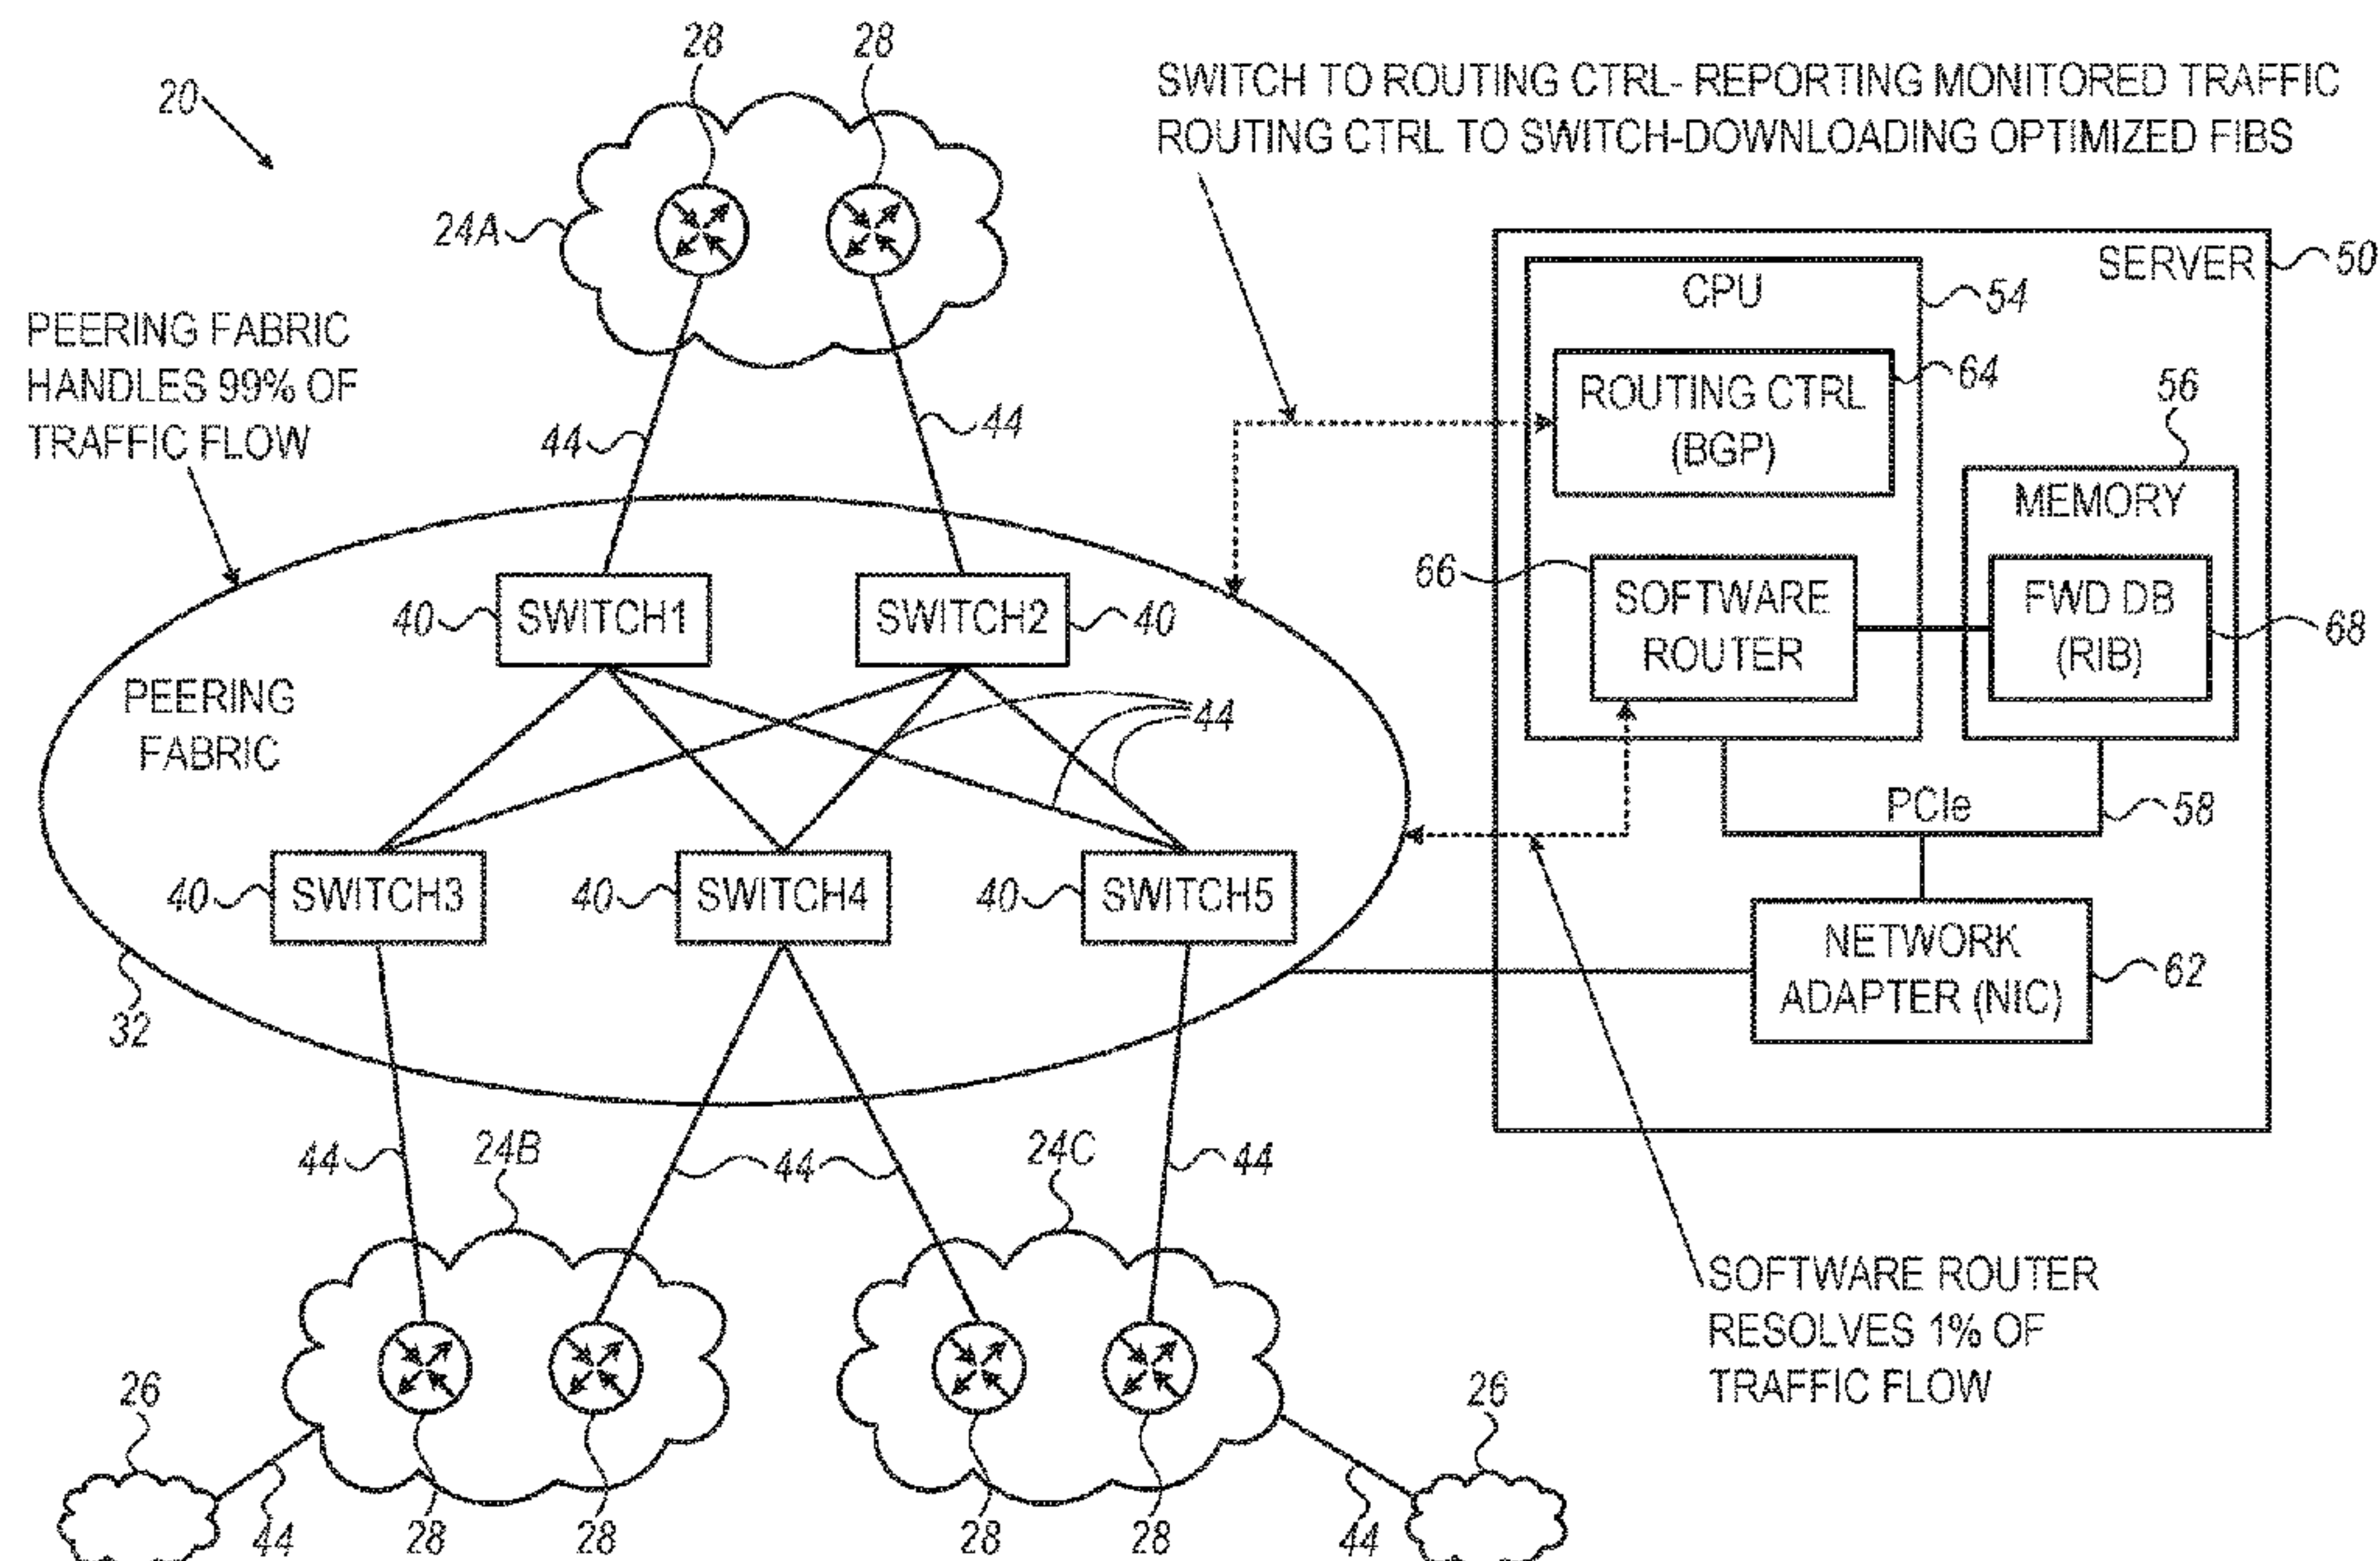 28
28
20
SWITCH TO ROUTING CTRL- REPORTING MONITORED TRAFFIC
ROUTING CTRL TO SWITCH-DOWNLOADING OPTIMIZED FIBS
24A
SERVER
50
CPU
54
PEERING FABRIC
HANDLES 99% OF
TRAFFIC FLOW
64
ROUTING CTRL
(BGP)
56
44
44
MEMORY
66
SOFTWARE
ROUTER
FWD DB
(RIB)
68
40
SWITCH1
SWITCH2
40
PEERING
FABRIC
44
PCIe
58
40
SWITCH3
40
SWITCH4
40
SWITCH5
NETWORK
ADAPTER (NIC)
62
32
44
24B
44
24C
44
SOFTWARE ROUTER
RESOLVES 1% OF
TRAFFIC FLOW
26
26
44
28
28
28
28
44